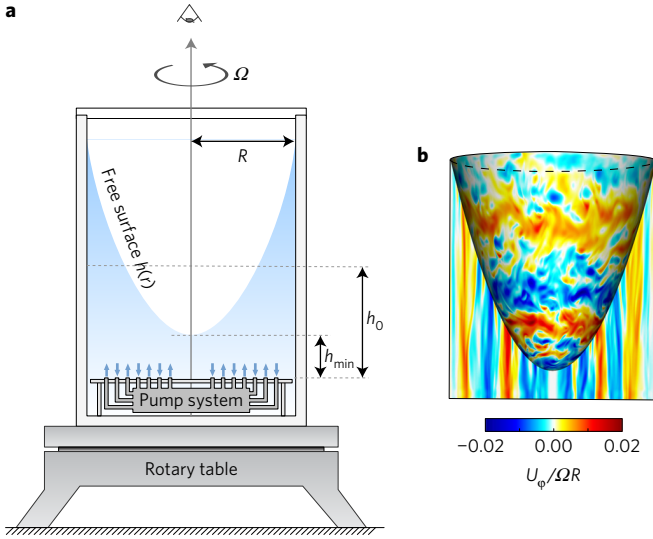 a
Ω
R
Free surface h(r)
h0
hmin
Pump system
Rotary table
b
−0.02 0.00 0.02
Uφ/ΩR